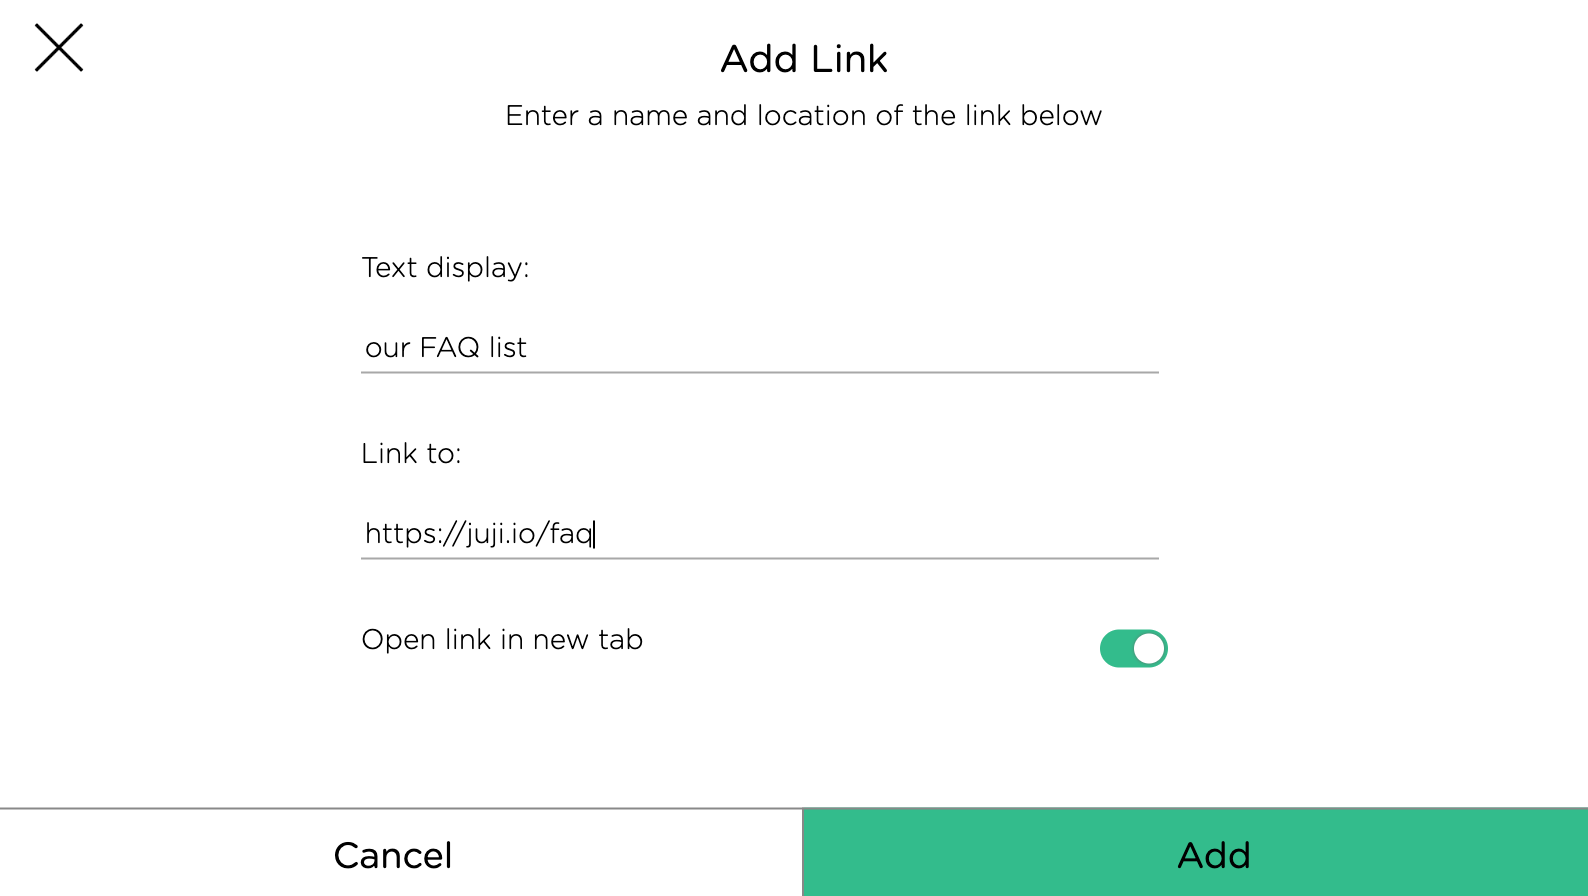 Add Link
Enter a name and location of the link below
Text display:
our FAQ list
Link to:
https://juji.io/faq
Open link in new tab
Cancel
Add